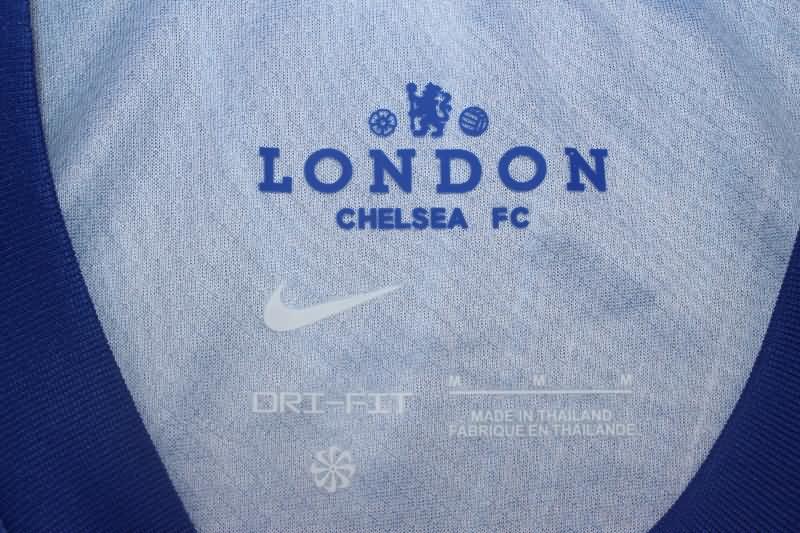 LONDON
CHELSEA FC
DRI-FIT
M M M
MADE IN THAILAND
FABRIQUE EN THAILANDE